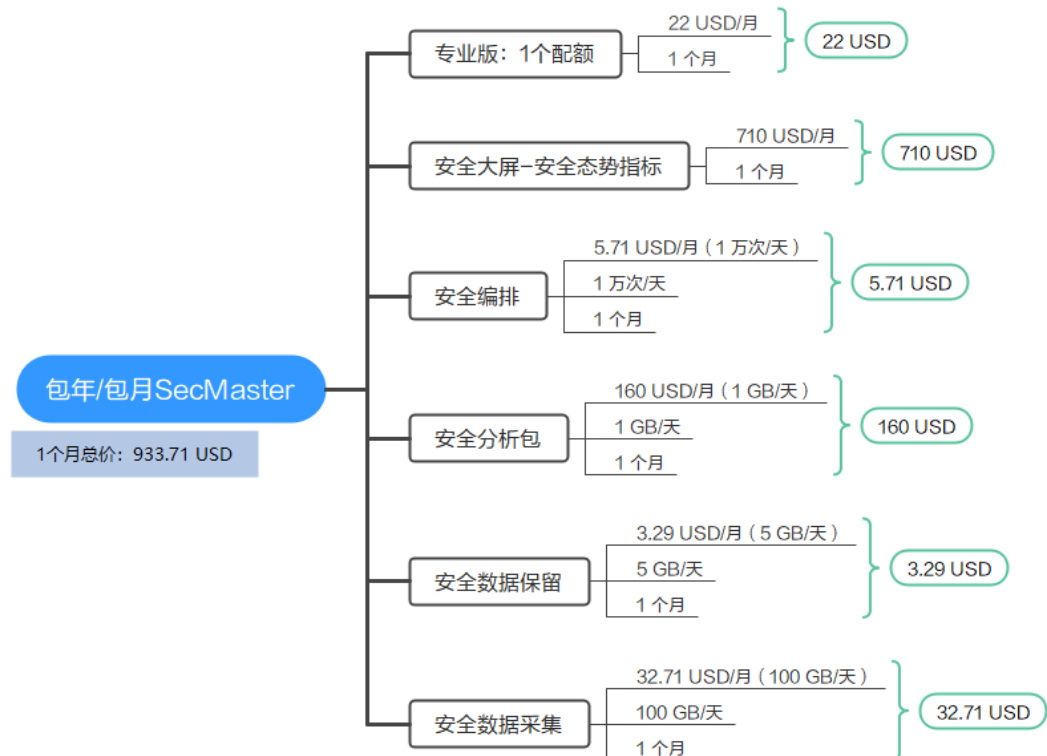 专业版：1个配额
22 USD/月
1 个月
22 USD
安全大屏-安全态势指标
710 USD/月
1 个月
710 USD
安全编排
5.71 USD/月（1 万次/天）
1 万次/天
1 个月
5.71 USD
包年/包月SecMaster
1个月总价：933.71 USD
安全分析包
160 USD/月（1 GB/天）
1 GB/天
1 个月
160 USD
安全数据保留
3.29 USD/月（5 GB/天）
5 GB/天
1 个月
3.29 USD
安全数据采集
32.71 USD/月（100 GB/天）
100 GB/天
1 个月
32.71 USD